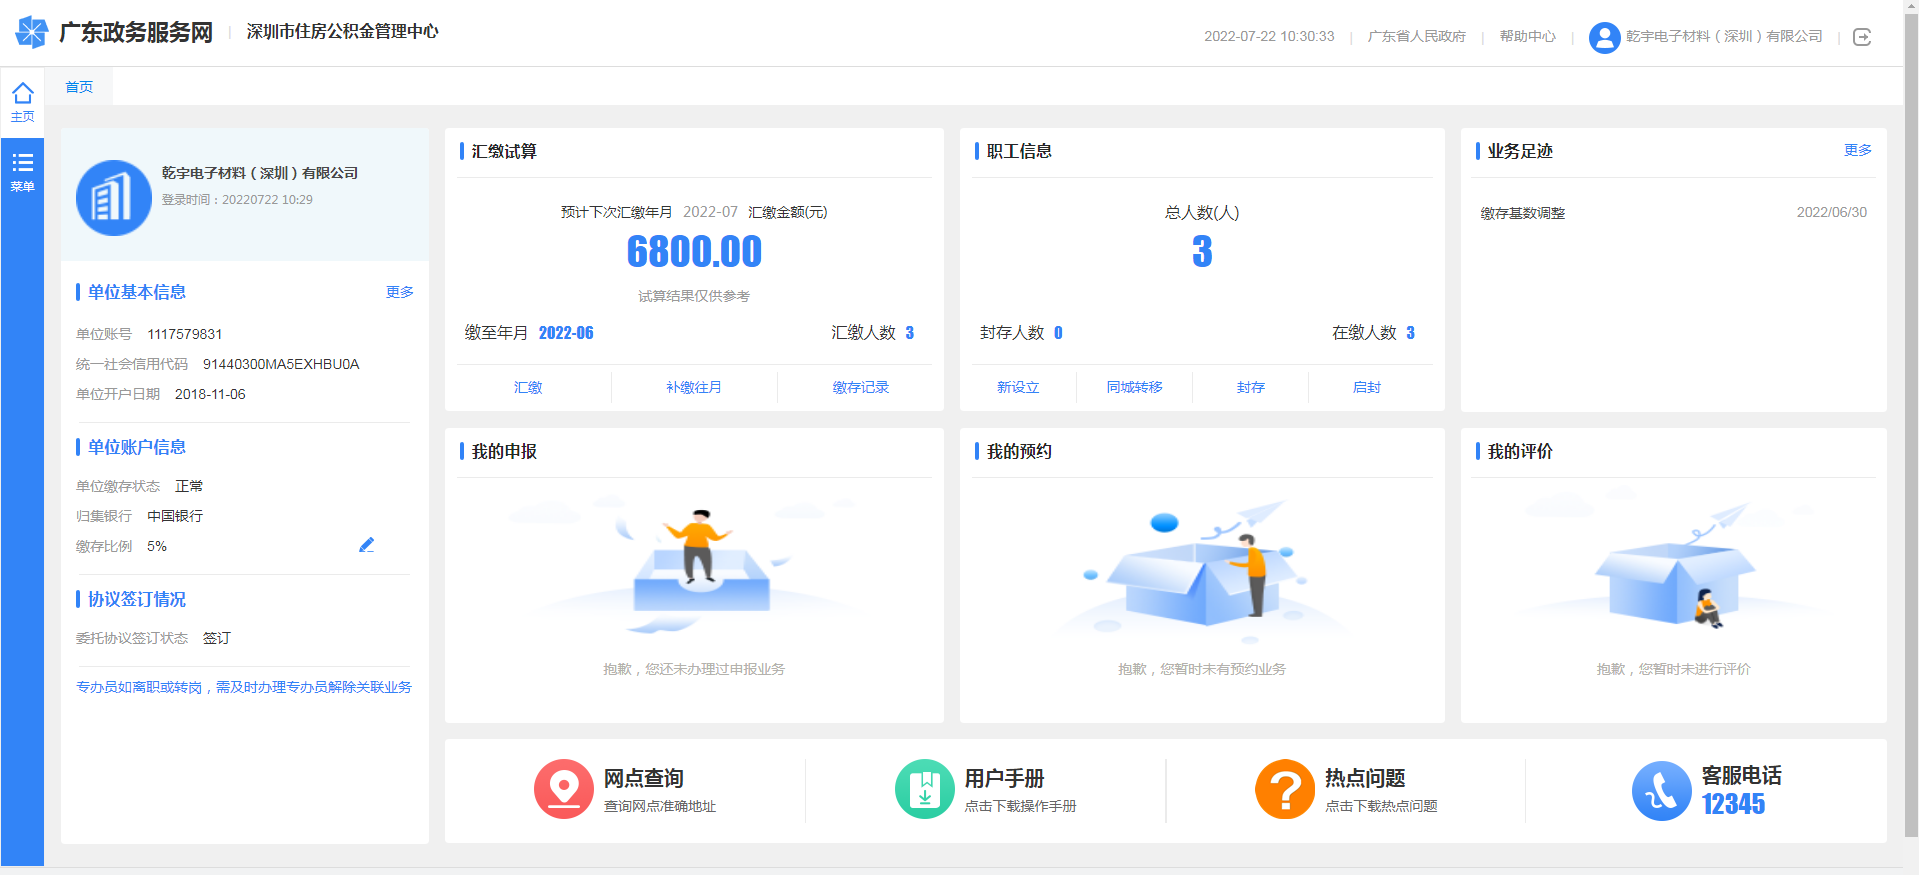 广东政务服务网 | 深圳市住房公积金管理中心
2022-07-22 10:30:33 | 广东省人民政府 | 帮助中心 | 乾宇电子材料（深圳）有限公司 |
主页
首页
菜单
乾宇电子材料（深圳）有限公司
登录时间：20220722 10:29
单位基本信息 更多
单位账号 1117579831
统一社会信用代码 91440300MA5EXHBU0A
单位开户日期 2018-11-06
单位账户信息
单位缴存状态 正常
归集银行 中国银行
缴存比例 5%
协议签订情况
委托协议签订状态 签订
专办员如离职或转岗，需及时办理专办员解除关联业务
汇缴试算
预计下次汇缴年月 2022-07 汇缴金额(元)
6800.00
试算结果仅供参考
缴至年月 2022-06 汇缴人数 3
汇缴 补缴往月 缴存记录
职工信息
总人数(人)
3
封存人数 0 在缴人数 3
新设立 同城转移 封存 启封
业务足迹 更多
缴存基数调整 2022/06/30
我的申报
抱歉，您还未办理过申报业务
我的预约
抱歉，您暂时未有预约业务
我的评价
抱歉，您暂时未进行评价
网点查询
查询网点准确地址
用户手册
点击下载操作手册
热点问题
点击下载热点问题
客服电话
12345